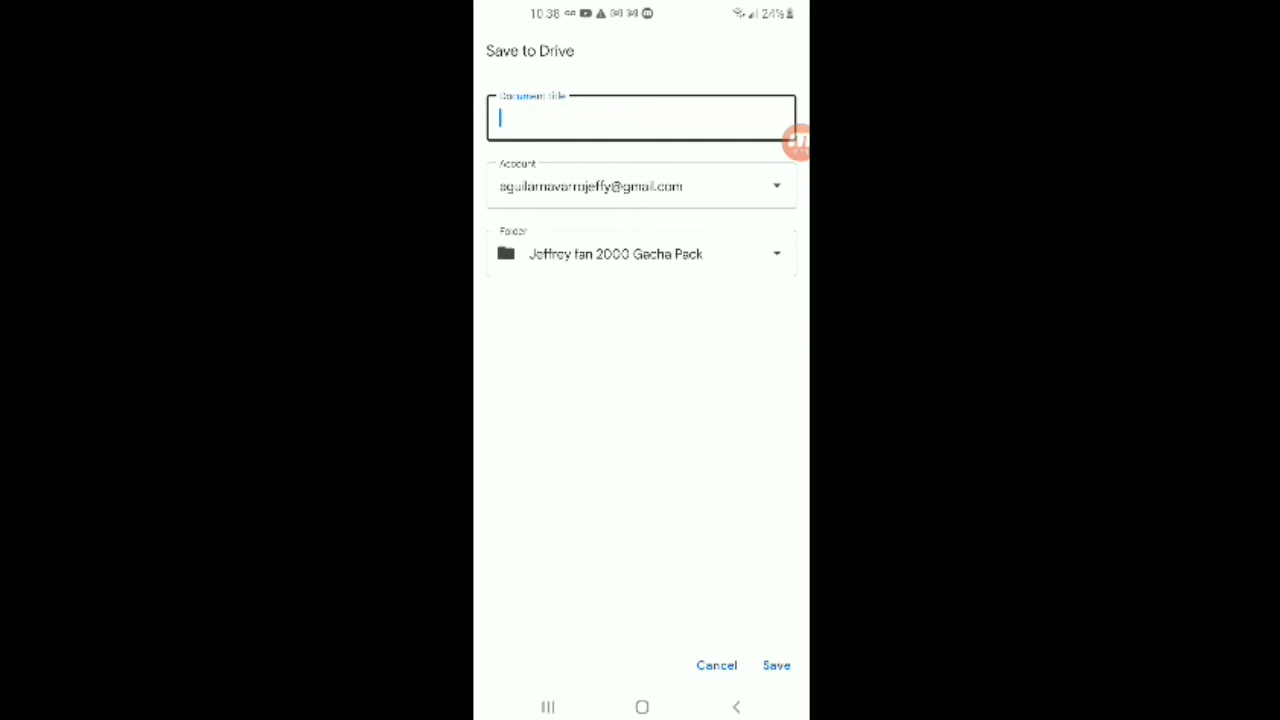 10:38 24%
Save to Drive
Document title
Account
aguilarnavarrojeffy@gmail.com
Folder
Jeffrey fan 2000 Gacha Pack
Cancel Save